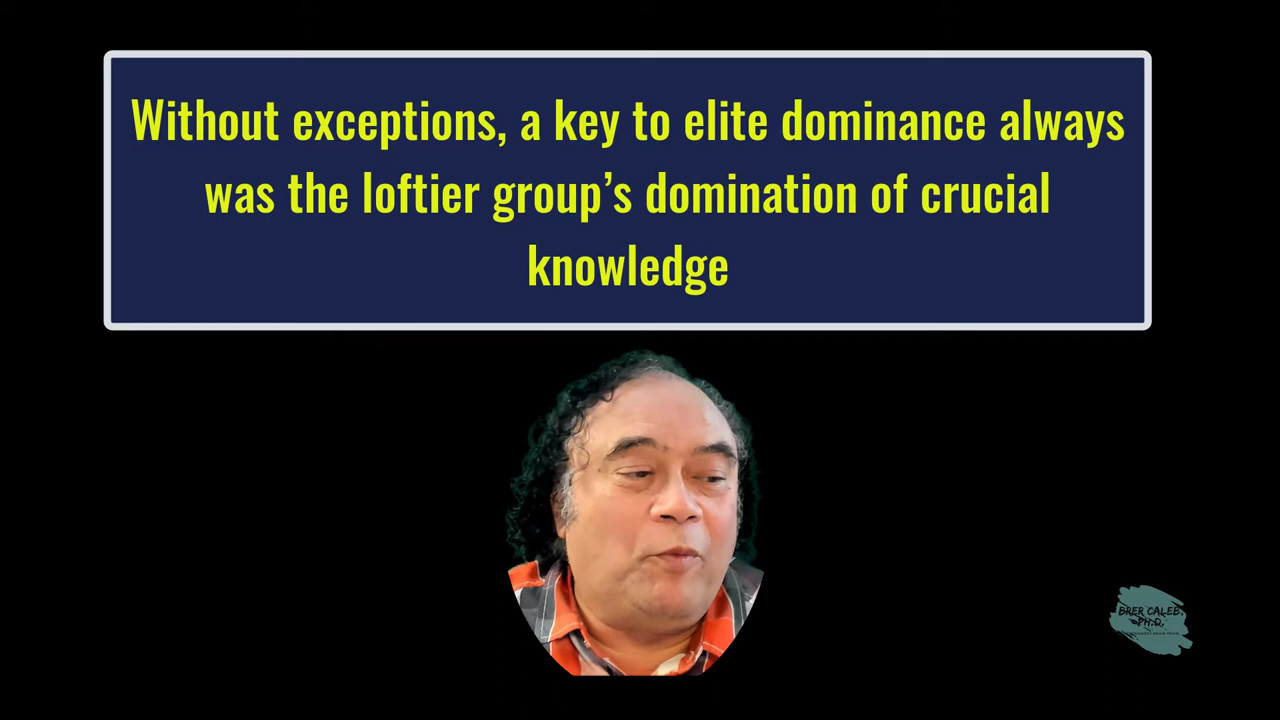 Without exceptions, a key to elite dominance always
was the loftier group’s domination of crucial
knowledge
BRER CALEB,
PH.D.